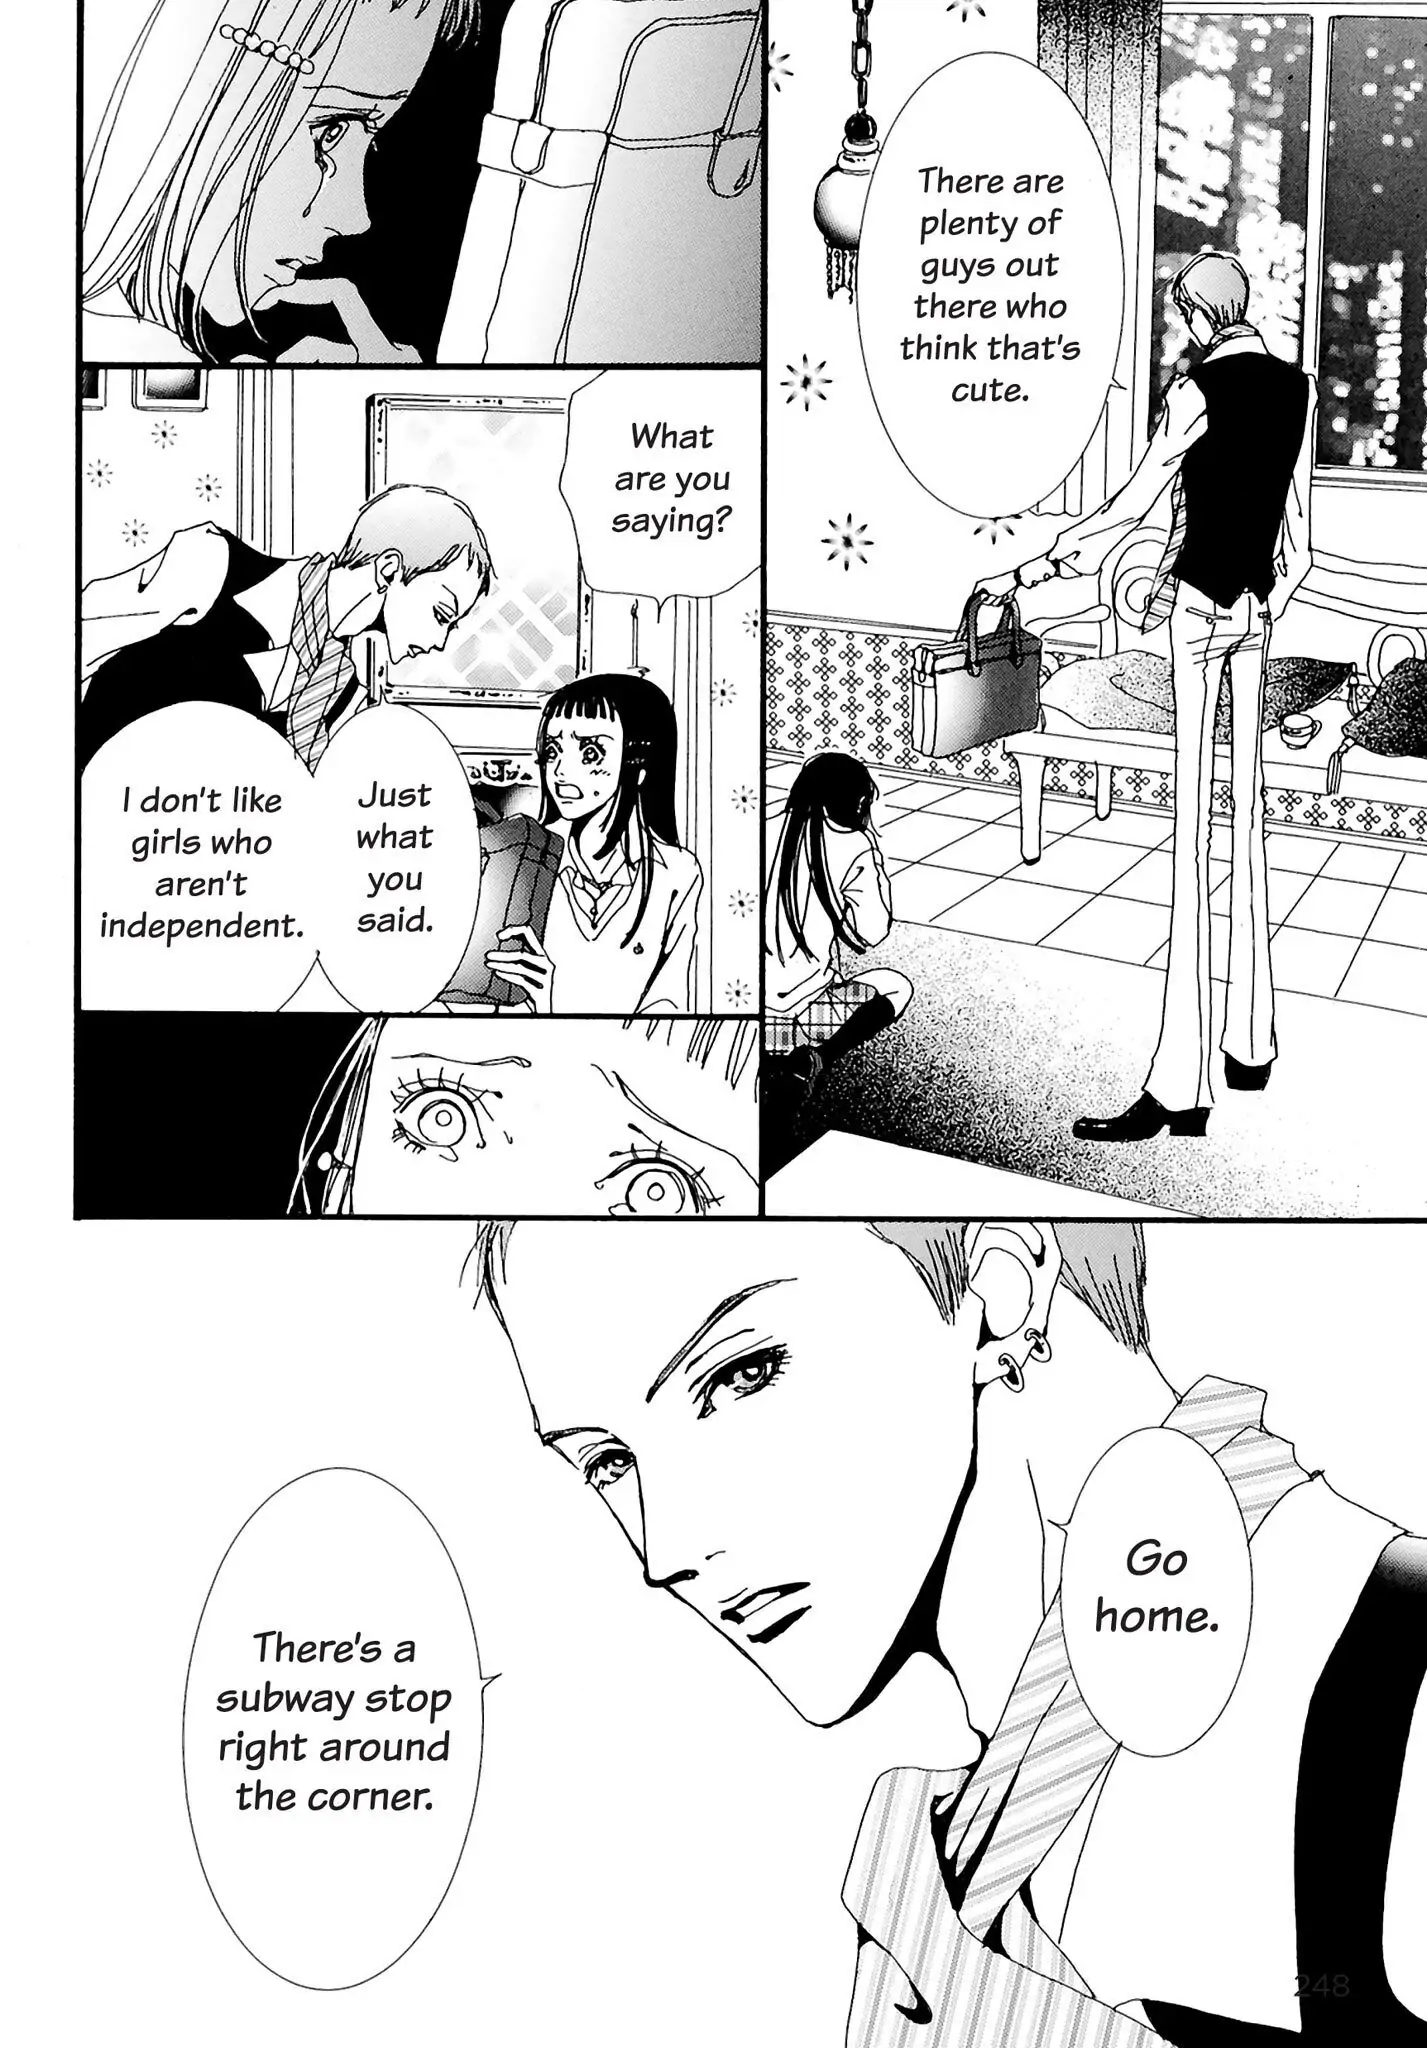 There are
plenty of
guys out
there who
think that's
cute.
What
are you
saying?
Just
what
you
said.
I don't like
girls who
aren't
independent.
Go
home.
There's a
subway stop
right around
the corner.
248